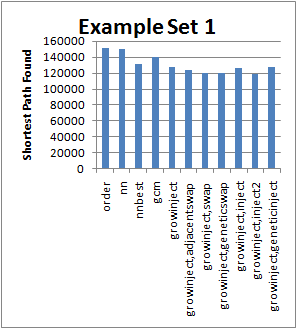 Example Set 1
Shortest Path Found
160000
140000
120000
100000
80000
60000
40000
20000
0
order
nn
nnbest
gcm
growinject
growinject,adjacentswap
growinject,swap
growinject,geneticswap
growinject,inject
growinject,inject2
growinject,geneticinject